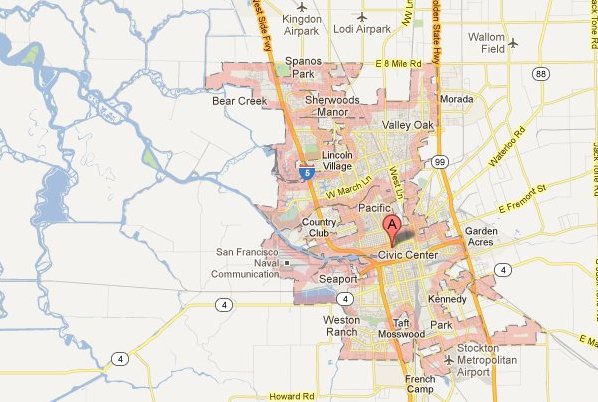 Kingdon
Airpark
Lodi Airpark
West Side Fwy
Golden State Hwy
Wallom
Field
Jack Tone Rd
E 8 Mile Rd
Spanos
Park
88
Bear Creek
Sherwoods
Manor
Morada
Valley Oak
Waterloo Rd
Lincoln
Village
99
5
W March Ln
West Ln
E Fremont St
Pacific
Country
Club
A
Garden
Acres
San Francisco
Naval
Communication
Civic Center
4
Seaport
4
4
Kennedy
Weston
Ranch
Taft
Mosswood
Park
E Mar
4
Stockton
Metropolitan
Airport
French
Camp
Howard Rd